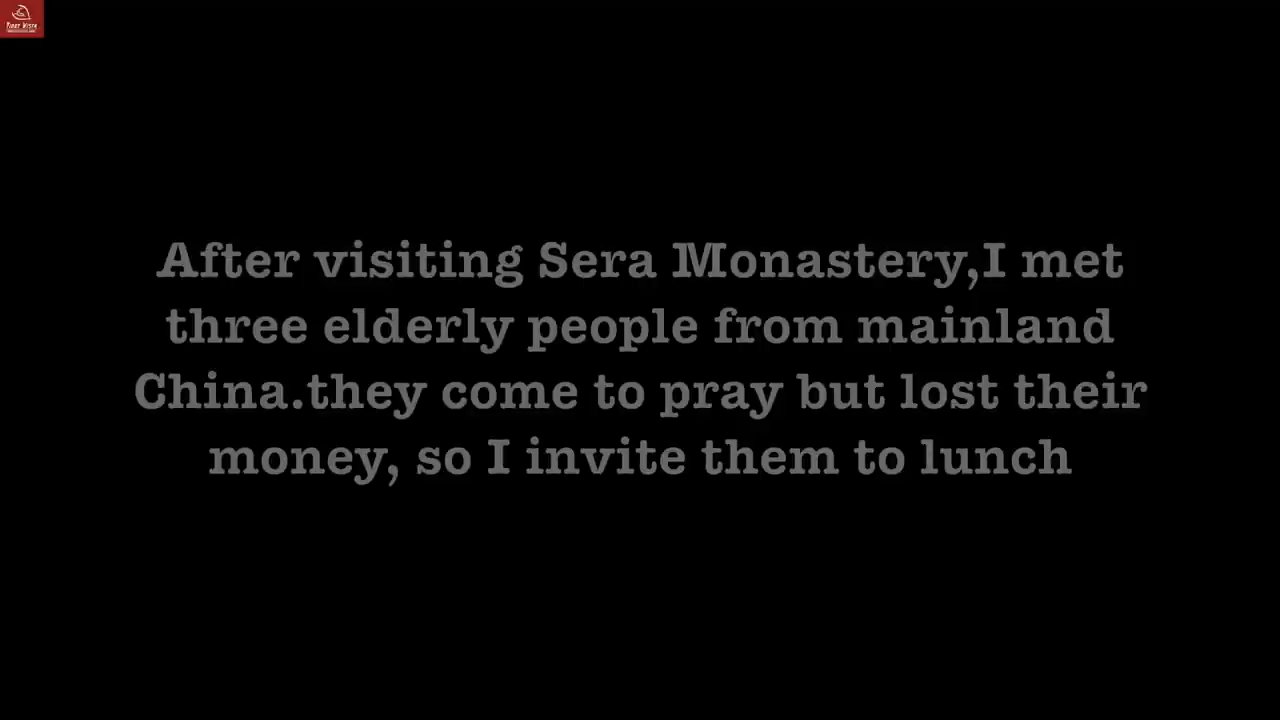 After visiting Sera Monastery,I met
three elderly people from mainland
China.they come to pray but lost their
money, so I invite them to lunch